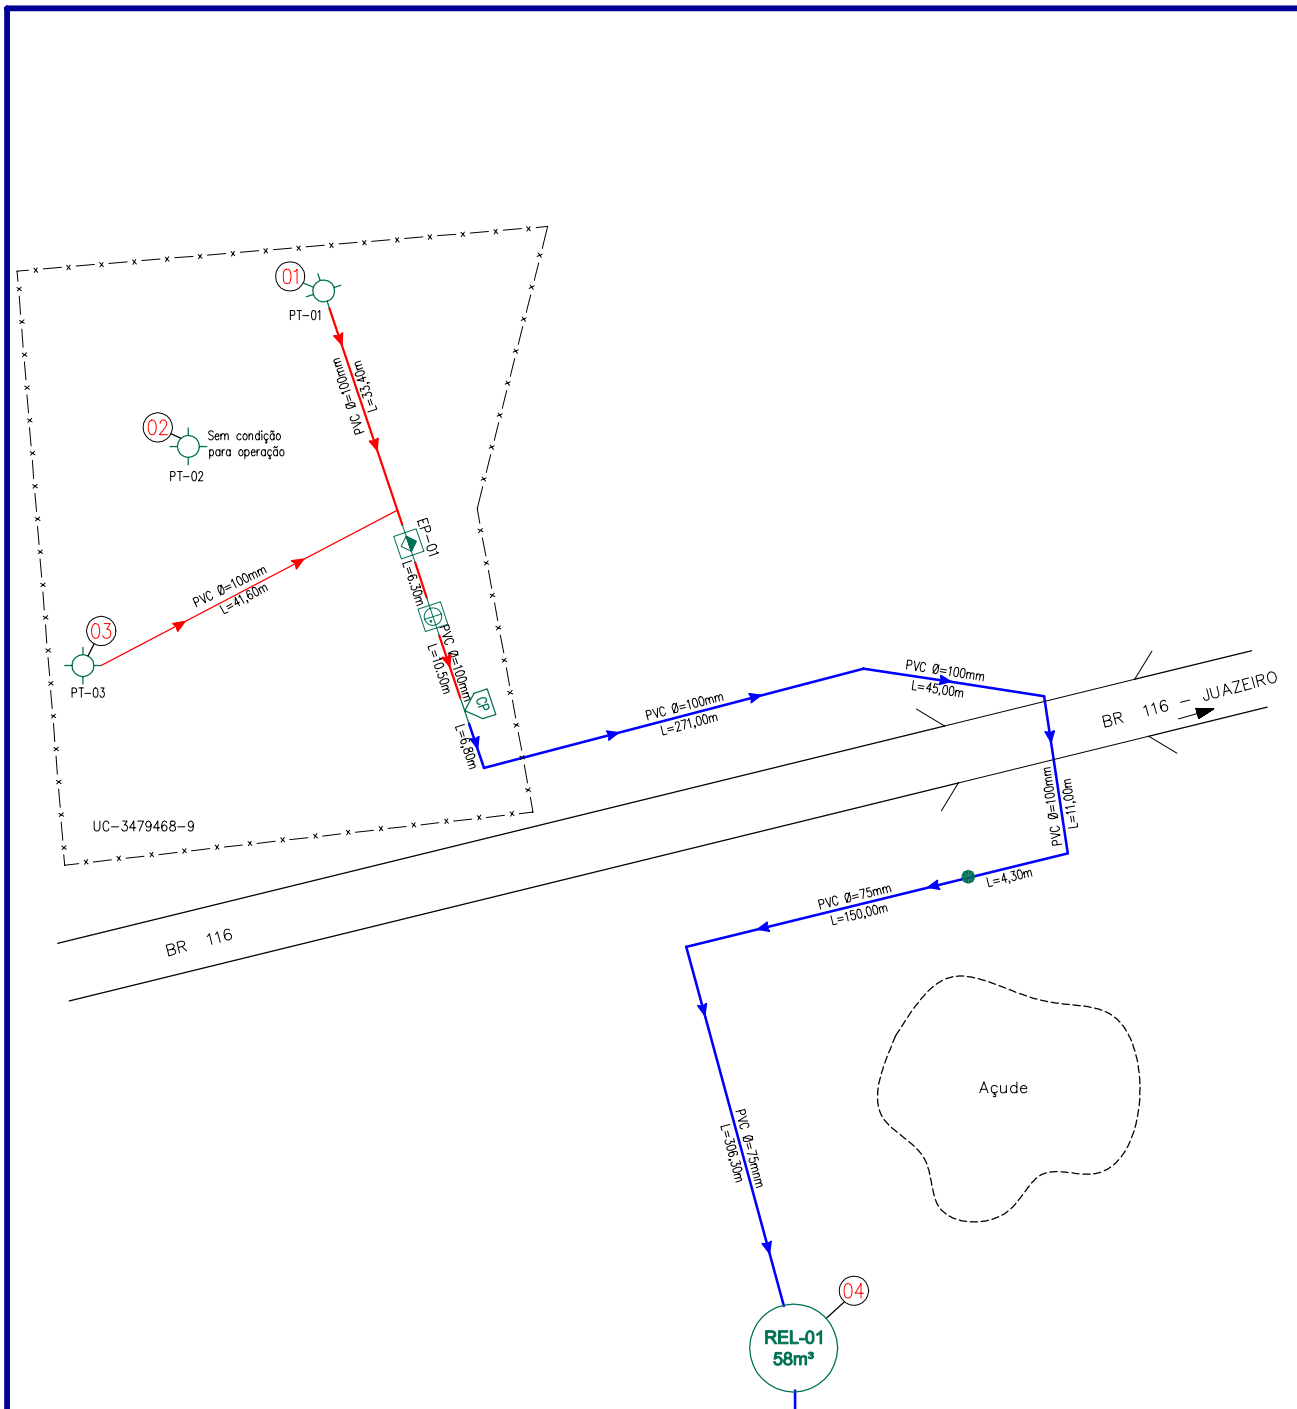 01
PT-01
PVC Ø=100mm
L=33,40m
02
Sem condição
para operação
PT-02
EP-01
L=6.30m
PVC Ø=100mm
L=41,60m
03
PT-03
PVC Ø=100mm
L=10.50m
CP
L=6,80m
PVC Ø=100mm
L=271,00m
PVC Ø=100mm
L=45,00m
BR 116 - JUAZEIRO
PVC Ø=100mm
L=11,00m
UC-3479468-9
L=4,30m
PVC Ø=75mm
L=150,00m
BR 116
Açude
PVC Ø=75mm
L=306,30m
04
REL-01
58m³